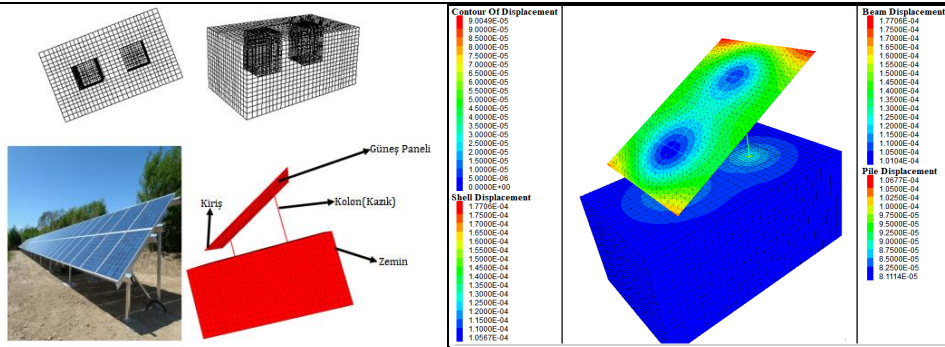 Güneş Paneli
Kiriş
Kolon(Kazık)
Zemin
Contour Of Displacement
9.0049E-05
9.0000E-05
8.5000E-05
8.0000E-05
7.5000E-05
7.0000E-05
6.5000E-05
6.0000E-05
5.5000E-05
5.0000E-05
4.5000E-05
4.0000E-05
3.5000E-05
3.0000E-05
2.5000E-05
2.0000E-05
1.5000E-05
1.0000E-05
5.0000E-06
0.0000E+00
Shell Displacement
1.7706E-04
1.7500E-04
1.7000E-04
1.6500E-04
1.6000E-04
1.5500E-04
1.5000E-04
1.4500E-04
1.4000E-04
1.3500E-04
1.3000E-04
1.2500E-04
1.2000E-04
1.1500E-04
1.1000E-04
1.0567E-04
Beam Displacement
1.7706E-04
1.7500E-04
1.7000E-04
1.6500E-04
1.6000E-04
1.5500E-04
1.5000E-04
1.4500E-04
1.4000E-04
1.3500E-04
1.3000E-04
1.2500E-04
1.2000E-04
1.1500E-04
1.1000E-04
1.0500E-04
1.0104E-04
Pile Displacement
1.0677E-04
1.0500E-04
1.0250E-04
1.0000E-04
9.7500E-05
9.5000E-05
9.2500E-05
9.0000E-05
8.7500E-05
8.5000E-05
8.2500E-05
8.1114E-05